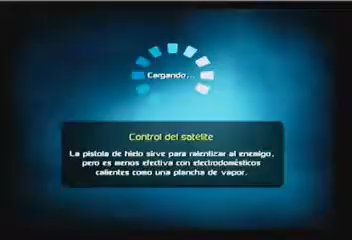 Cargando...
Control del satélite
La pistola de hielo sirve para ralentizar al enemigo,
pero es menos efectiva con electrodomésticos
calientes como una plancha de vapor.